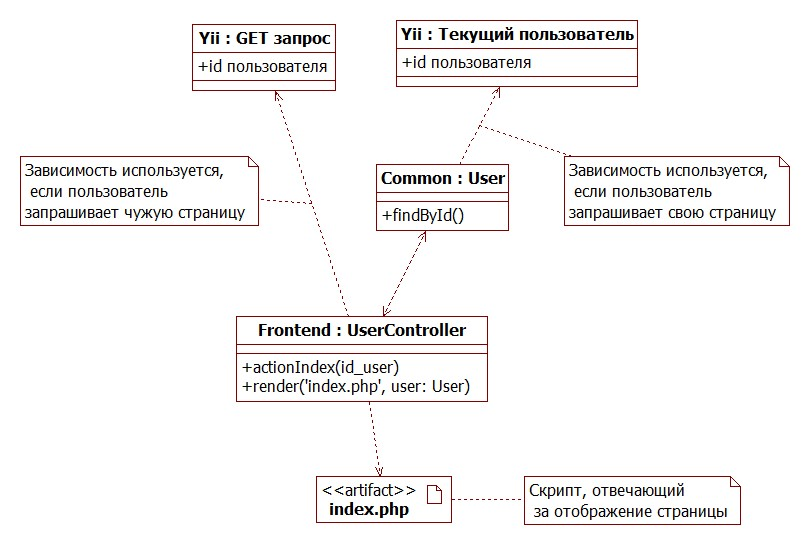 Yii : GET запрос
+id пользователя
Yii : Текущий пользователь
+id пользователя
Зависимость используется,
если пользователь
запрашивает чужую страницу
Common : User
+findById()
Зависимость используется,
если пользователь
запрашивает свою страницу
Frontend : UserController
+actionIndex(id_user)
+render('index.php', user: User)
<<artifact>>
index.php
Скрипт, отвечающий
за отображение страницы